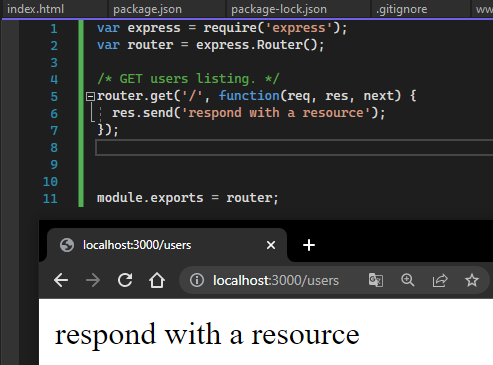 index.html package.json package-lock.json .gitignore ww
1 var express = require('express');
2 var router = express.Router();
3
4 /* GET users listing. */
5 router.get('/', function(req, res, next) {
6 res.send('respond with a resource');
7 });
8
9
10
11 module.exports = router;
localhost:3000/users
localhost:3000/users
respond with a resource